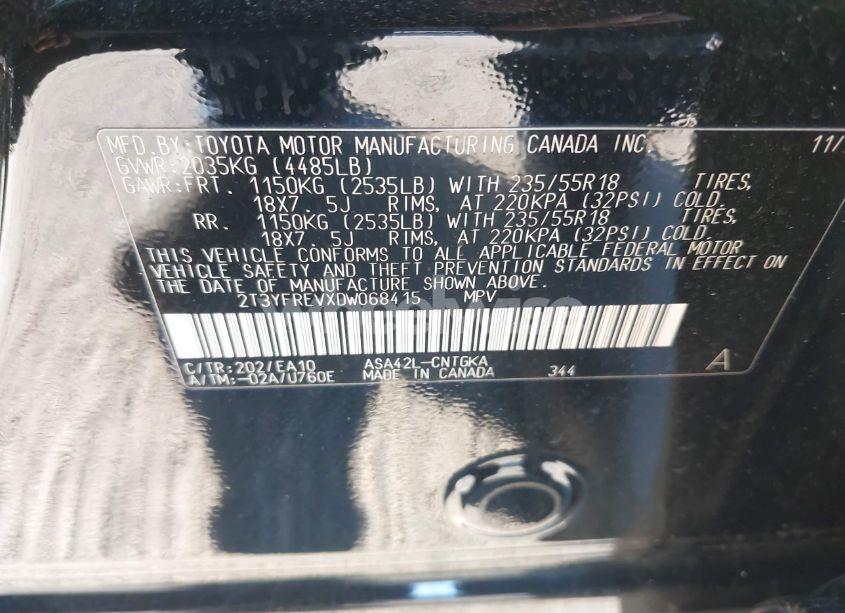 MFD.BY:TOYOTA MOTOR MANUFACTURING CANADA INC. 11/
GVWR:2035KG (4485LB)
GAWR:FRT. 1150KG (2535LB) WITH 235/55R18 TIRES,
18X7.5J RIMS, AT 220KPA (32PSI) COLD.
RR. 1150KG (2535LB) WITH 235/55R18 TIRES,
18X7.5J RIMS, AT 220KPA (32PSI) COLD.
THIS VEHICLE CONFORMS TO ALL APPLICABLE FEDERAL MOTOR
VEHICLE SAFETY AND THEFT PREVENTION STANDARDS IN EFFECT ON
THE DATE OF MANUFACTURE SHOWN ABOVE.
2T3YFREVXDW068415 MPV
C/TR:202/EA10 ASA42L-CNTGKA A
A/TM:-02A/U760E MADE IN CANADA 344